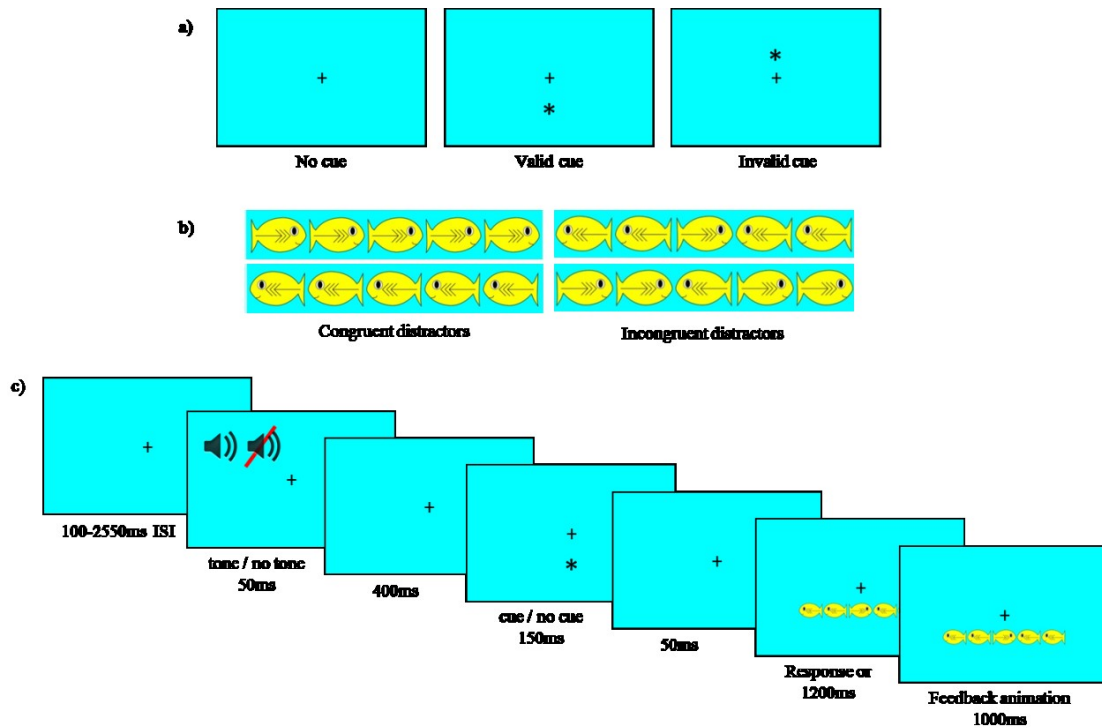 a)
No cue
Valid cue
Invalid cue
b)
Congruent distractors
Incongruent distractors
c)
100-2550ms ISI
tone / no tone
50ms
400ms
cue / no cue
150ms
50ms
Response or
1200ms
Feedback animation
1000ms